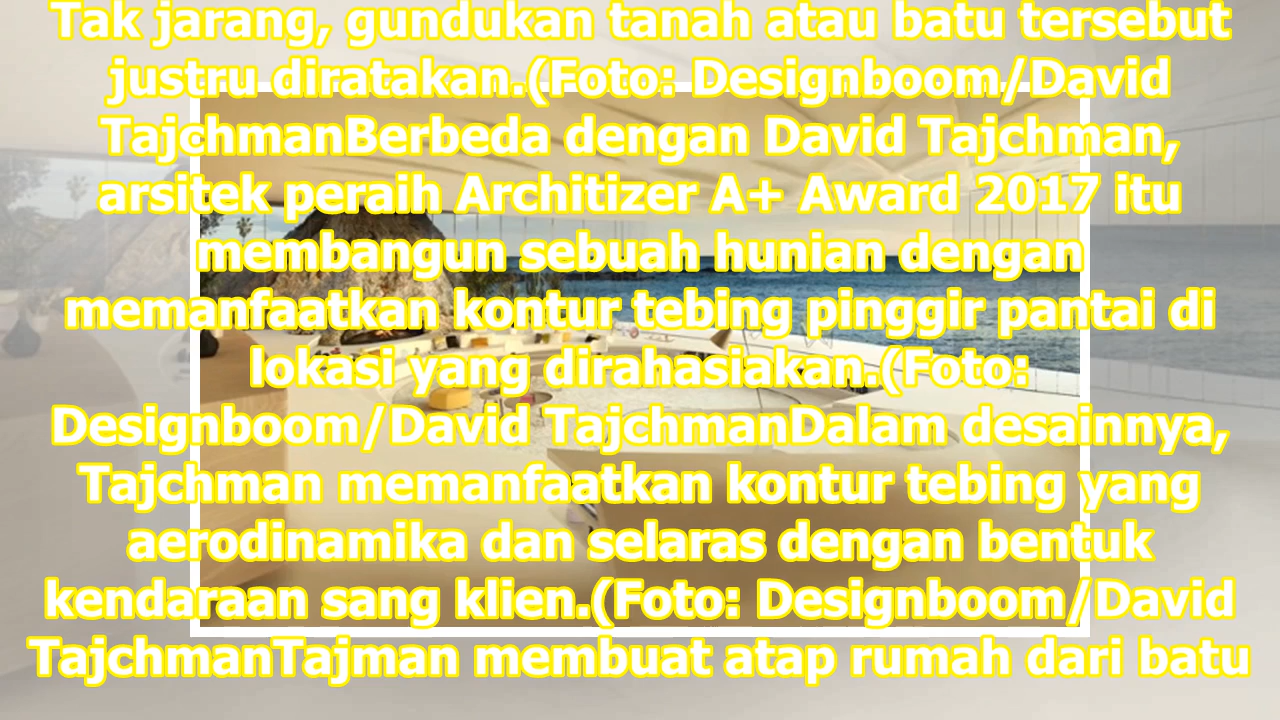 Tak jarang, gundukan tanah atau batu tersebut
justru diratakan.(Foto: Designboom/David
TajchmanBerbeda dengan David Tajchman,
arsitek peraih Architizer A+ Award 2017 itu
membangun sebuah hunian dengan
memanfaatkan kontur tebing pinggir pantai di
lokasi yang dirahasiakan.(Foto:
Designboom/David TajchmanDalam desainnya,
Tajchman memanfaatkan kontur tebing yang
aerodinamika dan selaras dengan bentuk
kendaraan sang klien.(Foto: Designboom/David
TajchmanTajman membuat atap rumah dari batu